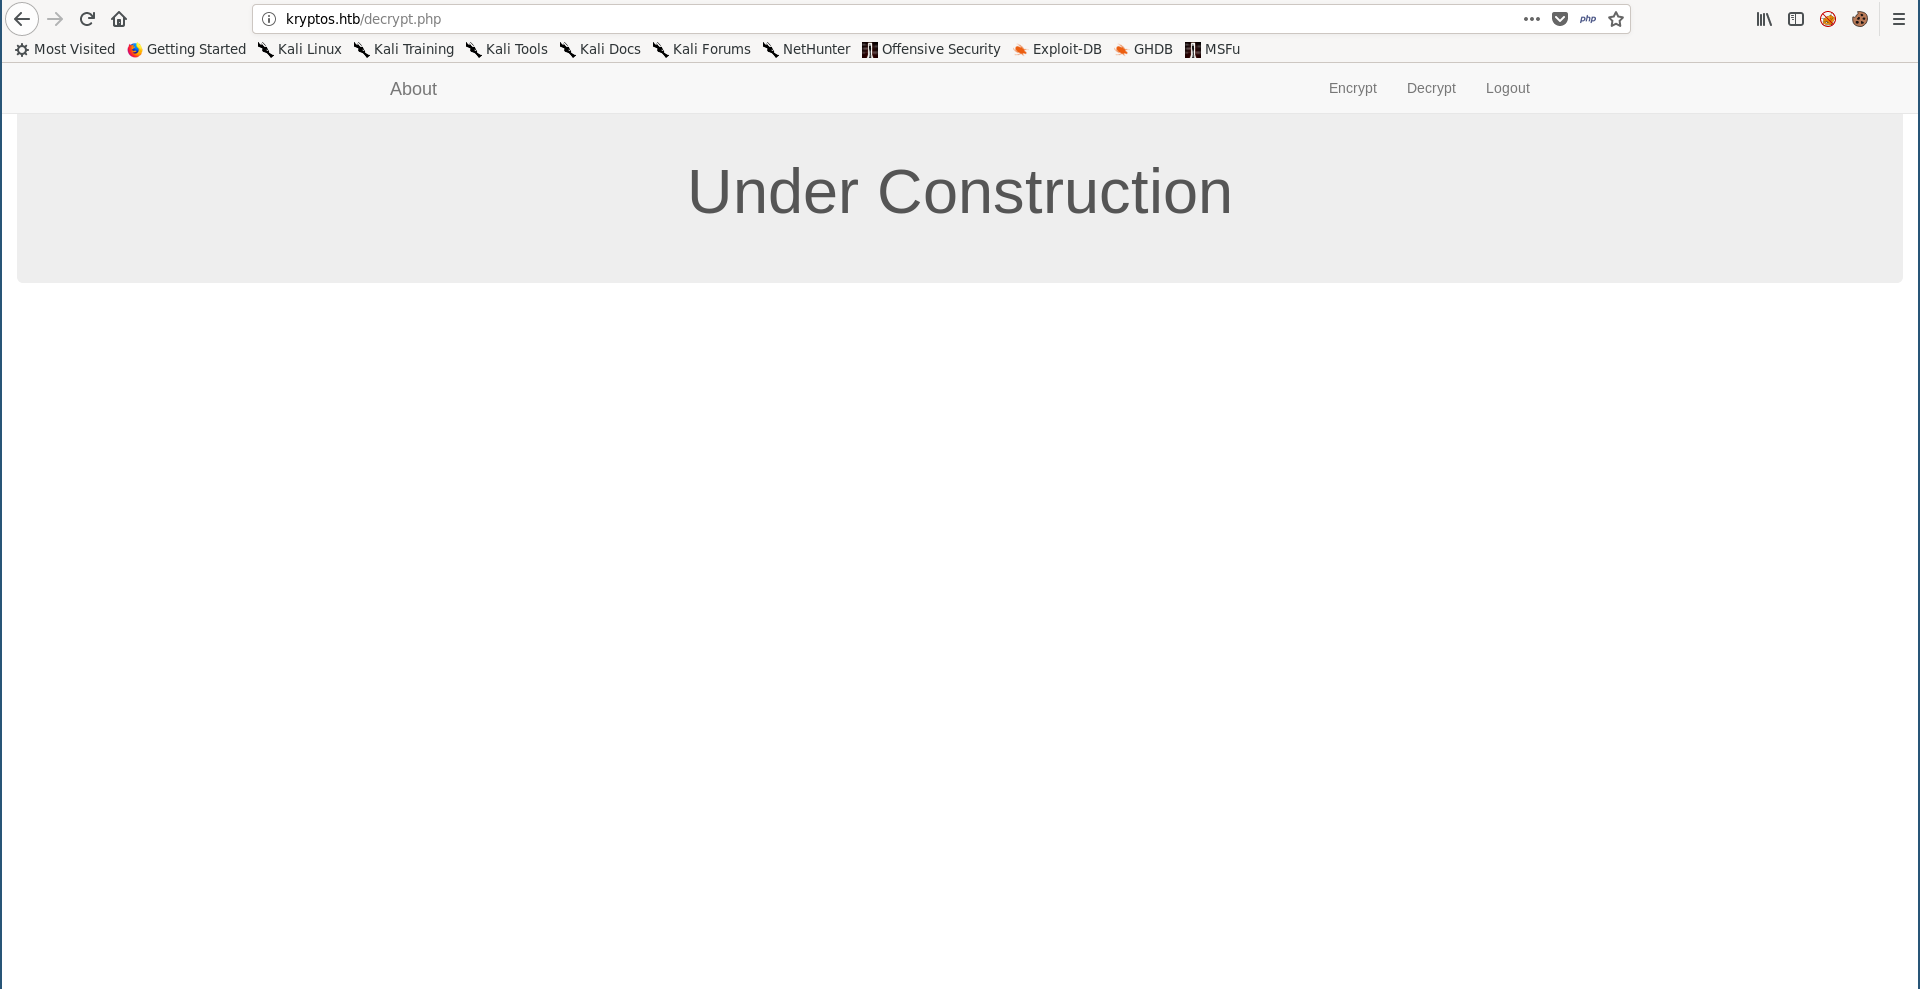 kryptos.htb/decrypt.php php
Most Visited Getting Started Kali Linux Kali Training Kali Tools Kali Docs Kali Forums NetHunter Offensive Security Exploit-DB GHDB MSFu
About Encrypt Decrypt Logout
Under Construction